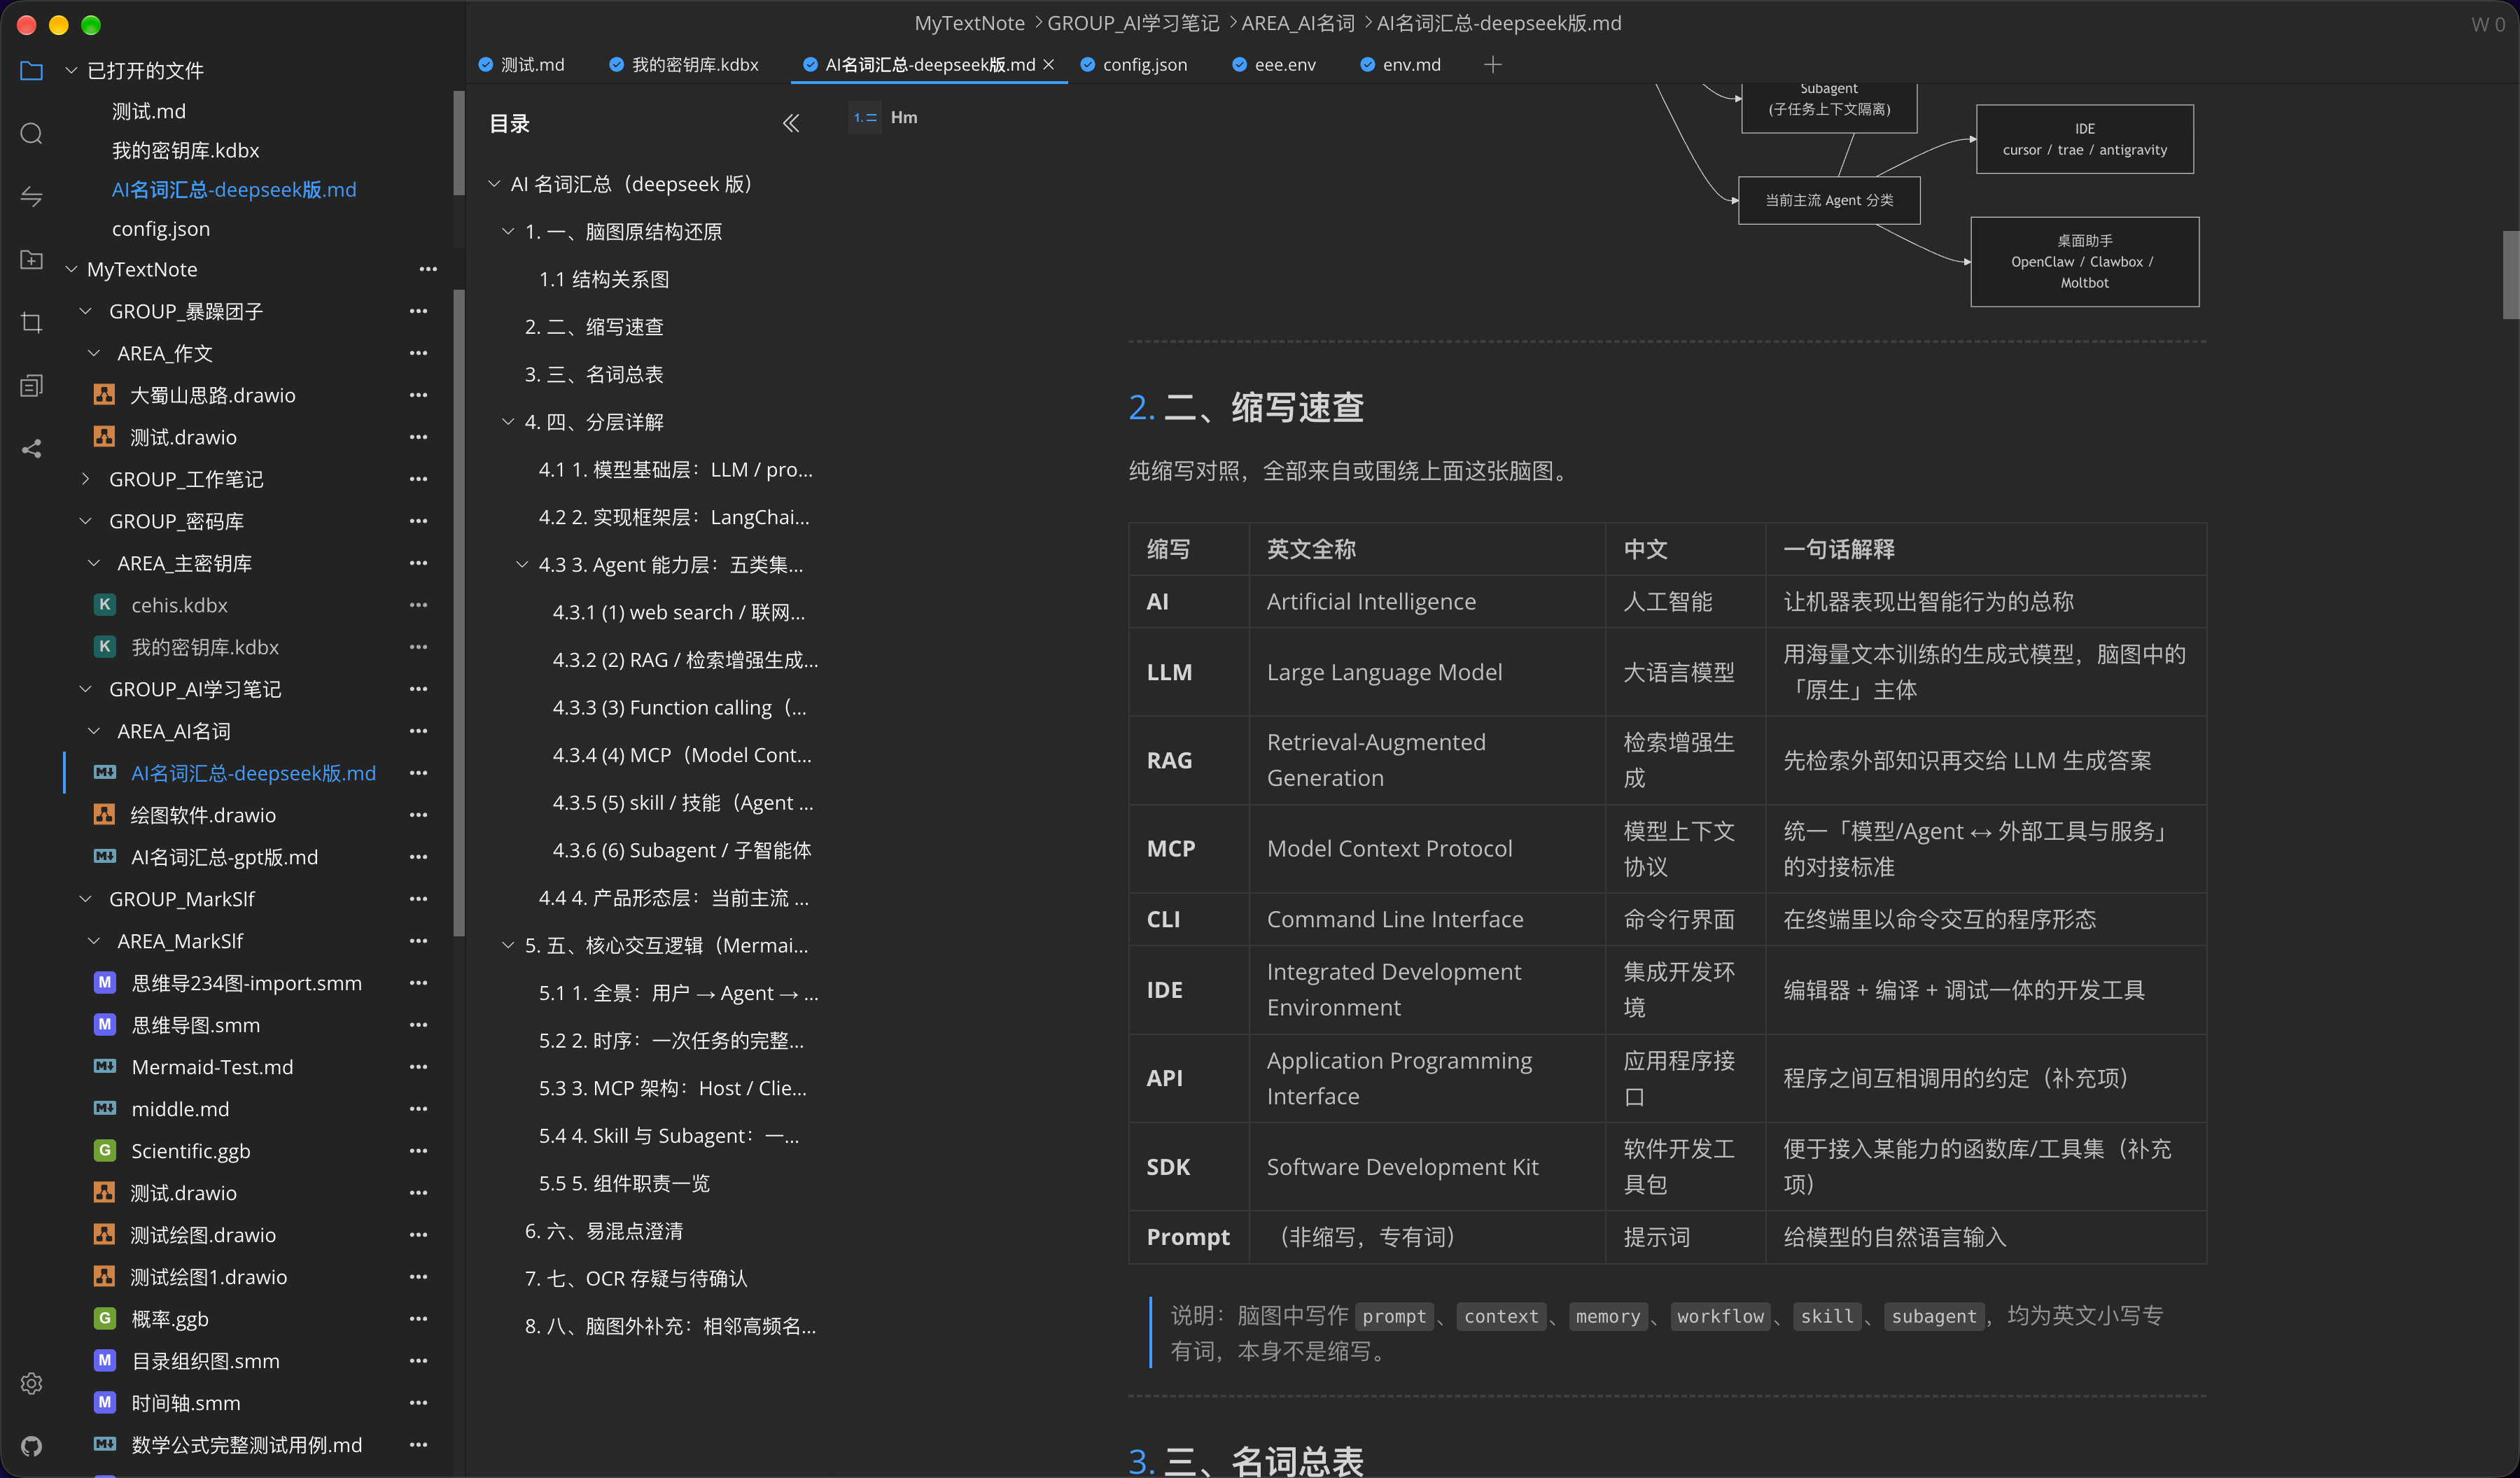 MyTextNote > GROUP_AI学习笔记 > AREA_AI名词 > AI名词汇总-deepseek版.md
W 0
已打开的文件
测试.md
我的密钥库.kdbx
AI名词汇总-deepseek版.md
config.json
MyTextNote
GROUP_暴躁团子
AREA_作文
大蜀山思路.drawio
测试.drawio
GROUP_工作笔记
GROUP_密码库
AREA_主密钥库
K cehis.kdbx
K 我的密钥库.kdbx
GROUP_AI学习笔记
AREA_AI名词
M↓ AI名词汇总-deepseek版.md
绘图软件.drawio
M↓ AI名词汇总-gpt版.md
GROUP_MarkSlf
AREA_MarkSlf
M 思维导234图-import.smm
M 思维导图.smm
M↓ Mermaid-Test.md
M↓ middle.md
G Scientific.ggb
测试.drawio
测试绘图.drawio
测试绘图1.drawio
G 概率.ggb
M 目录组织图.smm
M 时间轴.smm
M↓ 数学公式完整测试用例.md
测试.md
我的密钥库.kdbx
AI名词汇总-deepseek版.md
config.json
eee.env
env.md
目录
AI 名词汇总（deepseek 版）
1. 一、脑图原结构还原
1.1 结构关系图
2. 二、缩写速查
3. 三、名词总表
4. 四、分层详解
4.1 1. 模型基础层：LLM / pro...
4.2 2. 实现框架层：LangChai...
4.3 3. Agent 能力层：五类集...
4.3.1 (1) web search / 联网...
4.3.2 (2) RAG / 检索增强生成...
4.3.3 (3) Function calling（...
4.3.4 (4) MCP（Model Cont...
4.3.5 (5) skill / 技能（Agent ...
4.3.6 (6) Subagent / 子智能体
4.4 4. 产品形态层：当前主流 ...
5. 五、核心交互逻辑（Mermai...
5.1 1. 全景：用户 → Agent → ...
5.2 2. 时序：一次任务的完整...
5.3 3. MCP 架构：Host / Clie...
5.4 4. Skill 与 Subagent：一...
5.5 5. 组件职责一览
6. 六、易混点澄清
7. 七、OCR 存疑与待确认
8. 八、脑图外补充：相邻高频名...
1. Hm
Subagent
(子任务上下文隔离)
IDE
cursor / trae / antigravity
当前主流 Agent 分类
桌面助手
OpenClaw / Clawbox /
Moltbot
2. 二、缩写速查
纯缩写对照，全部来自或围绕上面这张脑图。
缩写 英文全称 中文 一句话解释
AI Artificial Intelligence 人工智能 让机器表现出智能行为的总称
LLM Large Language Model 大语言模型 用海量文本训练的生成式模型，脑图中的
「原生」主体
RAG Retrieval-Augmented
Generation 检索增强生
成 先检索外部知识再交给 LLM 生成答案
MCP Model Context Protocol 模型上下文
协议 统一「模型/Agent ↔ 外部工具与服务」
的对接标准
CLI Command Line Interface 命令行界面 在终端里以命令交互的程序形态
IDE Integrated Development
Environment 集成开发环
境 编辑器 + 编译 + 调试一体的开发工具
API Application Programming
Interface 应用程序接
口 程序之间互相调用的约定（补充项）
SDK Software Development Kit 软件开发工
具包 便于接入某能力的函数库/工具集（补充
项）
Prompt （非缩写，专有词） 提示词 给模型的自然语言输入
说明：脑图中写作 prompt、context、memory、workflow、skill、subagent，均为英文小写专
有词，本身不是缩写。
3. 三、名词总表